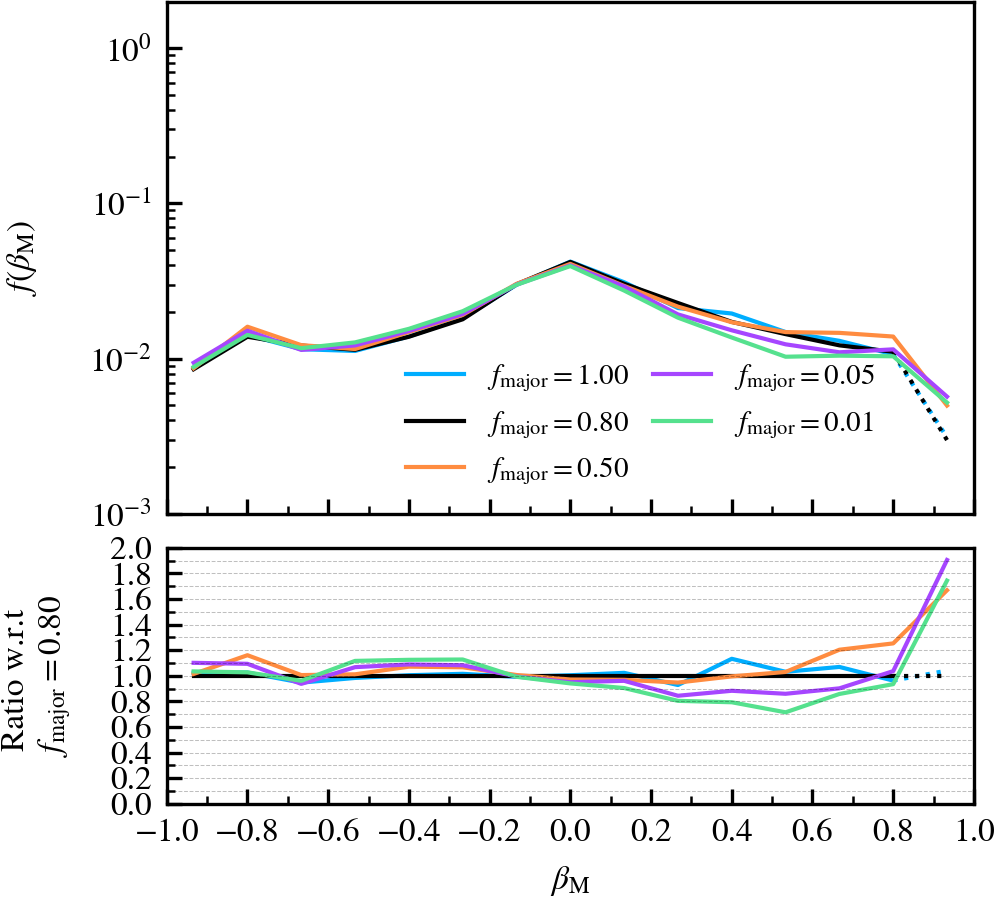 10⁰
10⁻¹
10⁻²
10⁻³
f(β_M)
f_major = 1.00
f_major = 0.80
f_major = 0.50
f_major = 0.05
f_major = 0.01
2.0
1.8
1.6
1.4
1.2
1.0
0.8
0.6
0.4
0.2
0.0
Ratio w.r.t
f_major = 0.80
−1.0 −0.8 −0.6 −0.4 −0.2 0.0 0.2 0.4 0.6 0.8 1.0
β_M